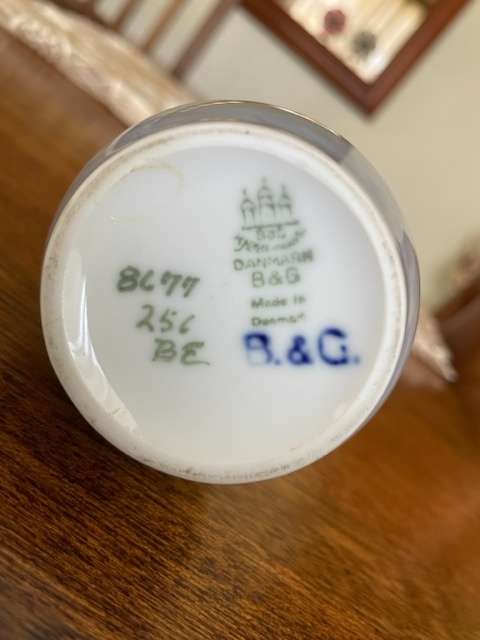 DANMARK
B&G
Made in
Denmark
B.&G.
8677
256
BE